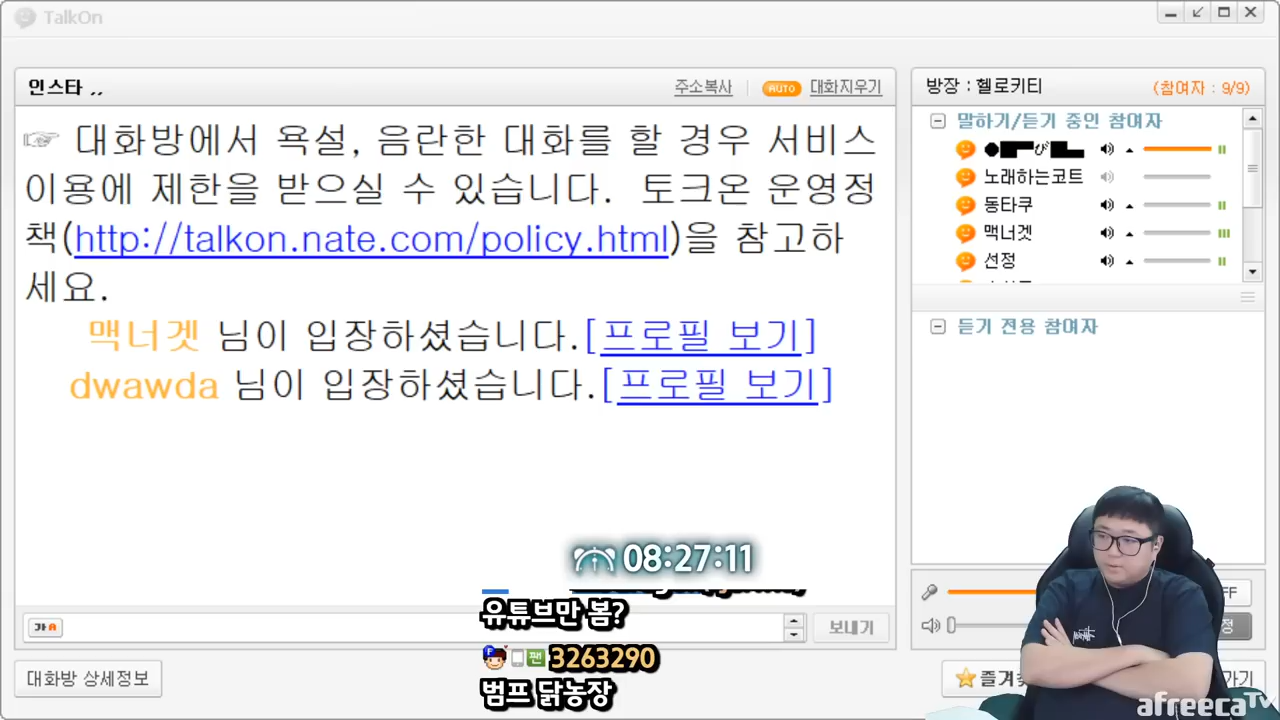 TalkOn
인스타 ,,
주소복사
AUTO 대화지우기
☞ 대화방에서 욕설, 음란한 대화를 할 경우 서비스
이용에 제한을 받으실 수 있습니다. 토크온 운영정
책(http://talkon.nate.com/policy.html)을 참고하
세요.
맥너겟 님이 입장하셨습니다.[프로필 보기]
dwawda 님이 입장하셨습니다.[프로필 보기]
방장 : 헬로키티
(참여자 : 9/9)
말하기/듣기 중인 참여자
노래하는코트
동타쿠
맥너겟
선정
듣기 전용 참여자
08:27:11
유튜브만 봄?
팬 3263290
범프 닭농장
가A
보내기
대화방 상세정보
afreecaTV